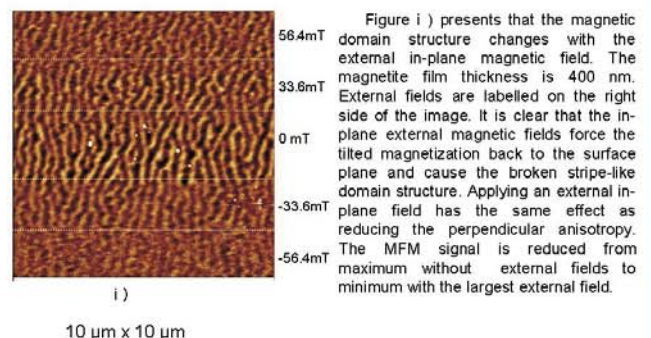 56.4mT
33.6mT
0 mT
-33.6mT
-56.4mT
i )
10 µm x 10 µm
Figure i ) presents that the magnetic
domain structure changes with the
external in-plane magnetic field. The
magnetite film thickness is 400 nm.
External fields are labelled on the right
side of the image. It is clear that the in-
plane external magnetic fields force the
tilted magnetization back to the surface
plane and cause the broken stripe-like
domain structure. Applying an external in-
plane field has the same effect as
reducing the perpendicular anisotropy.
The MFM signal is reduced from
maximum without external fields to
minimum with the largest external field.